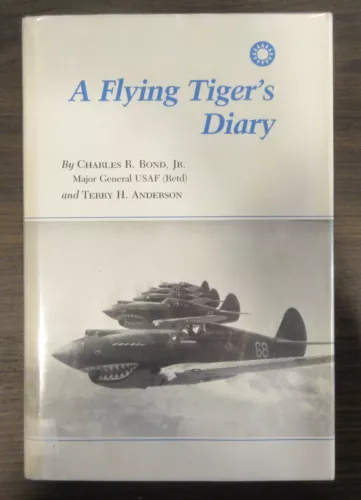 A Flying Tiger's
Diary
By CHARLES R. BOND, JR.
Major General USAF (Retd)
and TERRY H. ANDERSON
68